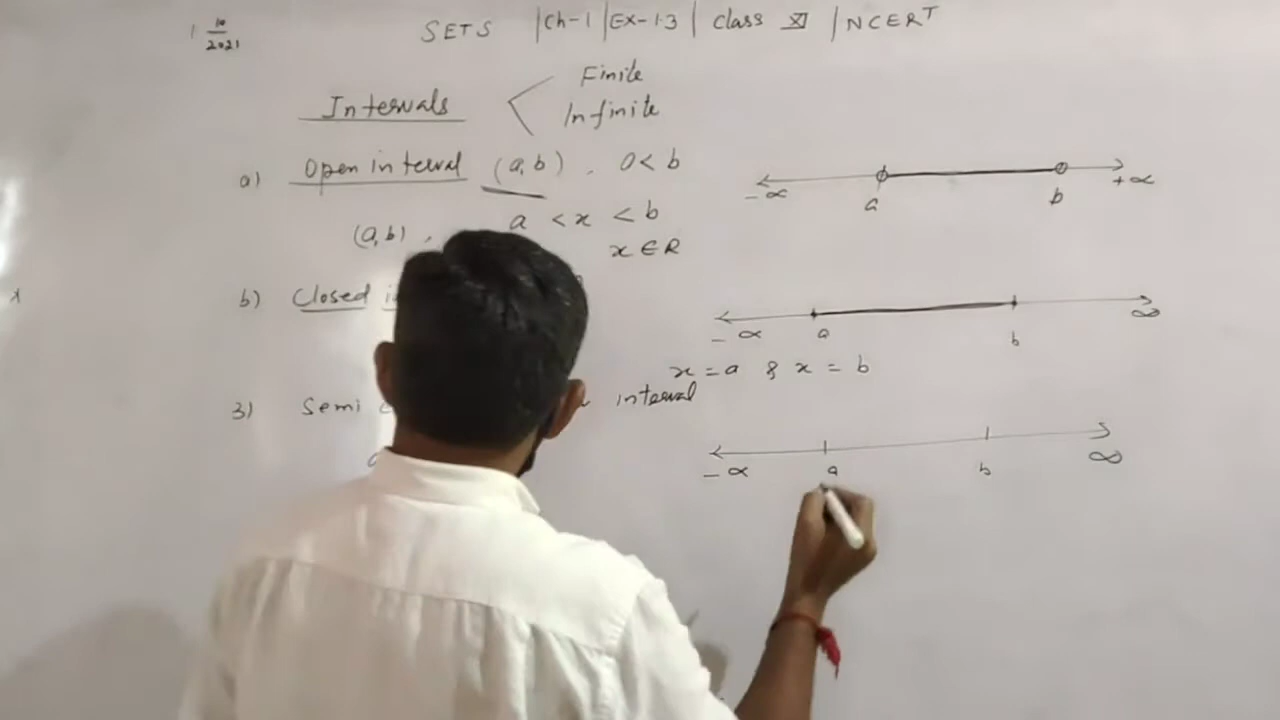 10
2021
SETS | Ch-1 | Ex-1.3 | Class XI | NCERT
Intervals
Finite
Infinite
a) Open interval (a,b), a < b
-∝ a b +∝
(a,b), a < x < b
x ∈ R
b) Closed
-∝ a b ∞
x = a & x = b
3) Semi interval
-∝ a b ∞